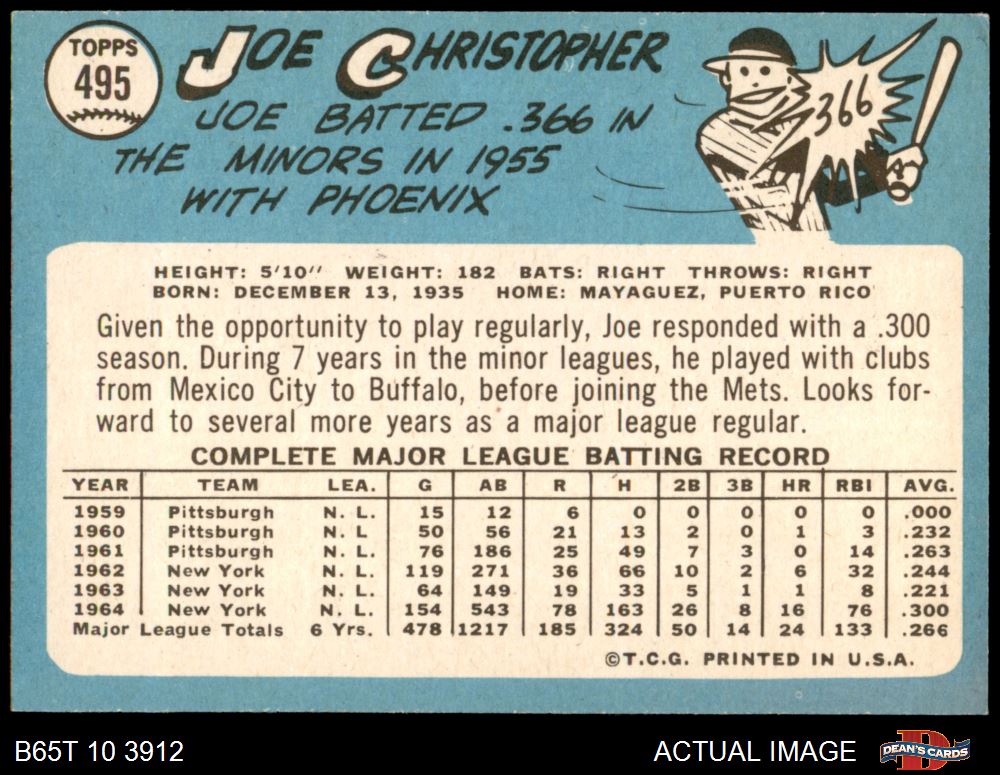 TOPPS
495
JOE CHRISTOPHER
JOE BATTED .366 IN
THE MINORS IN 1955
WITH PHOENIX
366
HEIGHT: 5'10" WEIGHT: 182 BATS: RIGHT THROWS: RIGHT
BORN: DECEMBER 13, 1935 HOME: MAYAGUEZ, PUERTO RICO
Given the opportunity to play regularly, Joe responded with a .300
season. During 7 years in the minor leagues, he played with clubs
from Mexico City to Buffalo, before joining the Mets. Looks for-
ward to several more years as a major league regular.
COMPLETE MAJOR LEAGUE BATTING RECORD
YEAR TEAM LEA. G AB R H 2B 3B HR RBI AVG.
1959 Pittsburgh N. L. 15 12 6 0 0 0 0 0 .000
1960 Pittsburgh N. L 50 56 21 13 2 0 1 3 .232
1961 Pittsburgh N. L. 76 186 25 49 7 3 0 14 .263
1962 New York N. L. 119 271 36 66 10 2 6 32 .244
1963 New York N. L. 64 149 19 33 5 1 1 8 .221
1964 New York N. L. 154 543 78 163 26 8 16 76 .300
Major League Totals 6 Yrs. 478 1217 185 324 50 14 24 133 .266
©T.C.G. PRINTED IN U.S.A.
B65T 10 3912 ACTUAL IMAGE D DEAN'S CARDS